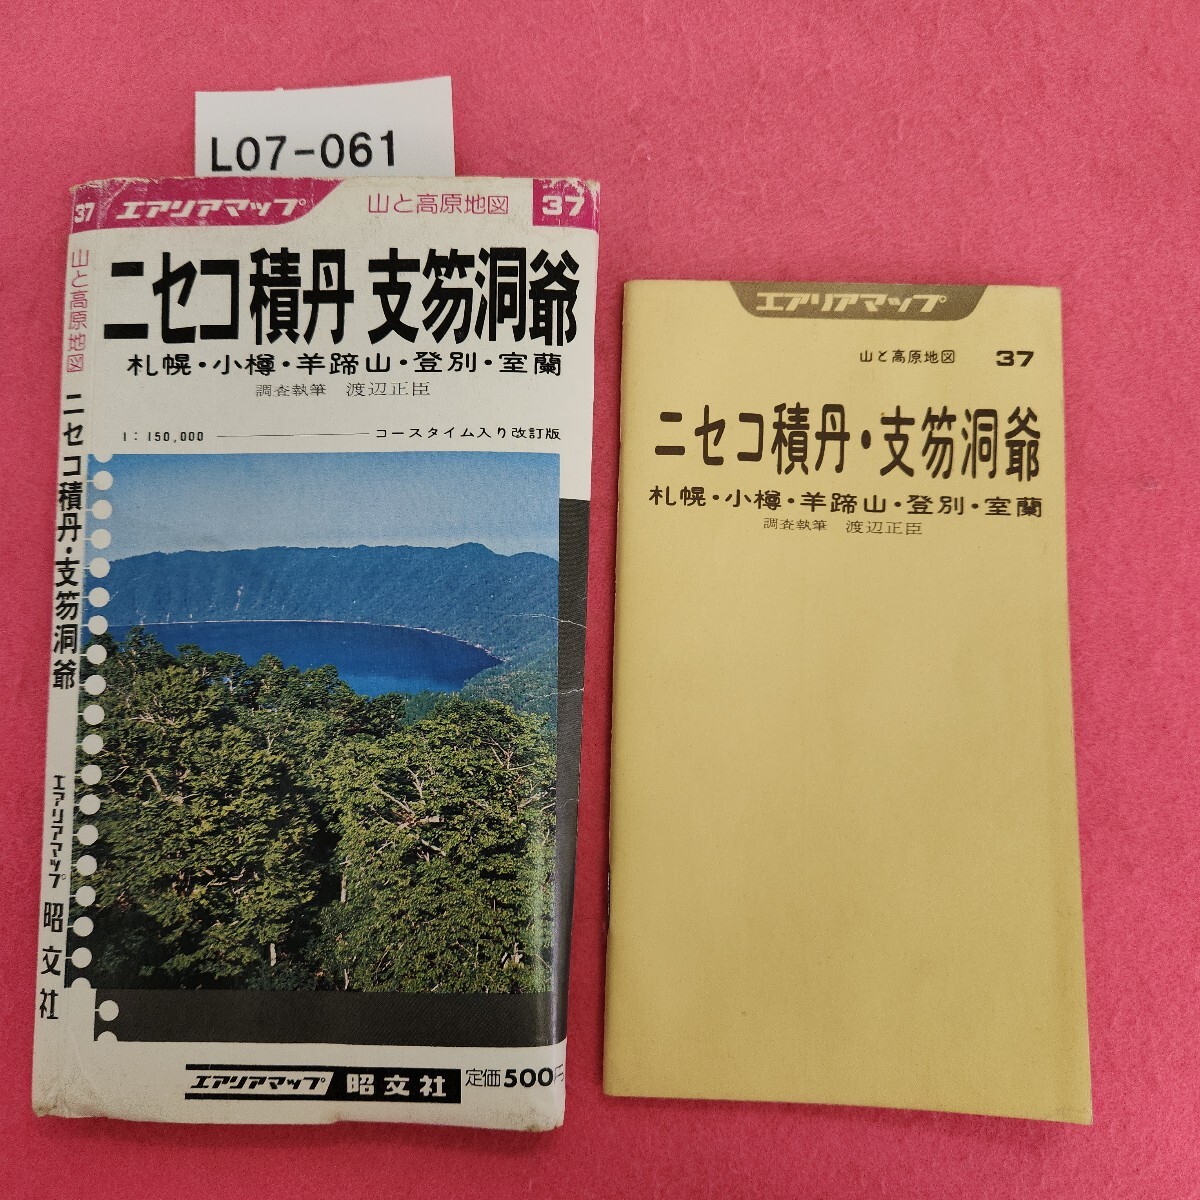 L07-061
37
エアリアマップ
山と高原地図
37
ニセコ積丹 支笏洞爺
札幌・小樽・羊蹄山・登別・室蘭
調査執筆 渡辺正臣
1:150,000
コースタイム入り改訂版
エアリアマップ 昭文社
定価500円
山と高原地図
ニセコ積丹・支笏洞爺
エアリアマップ
昭文社
エアリアマップ
山と高原地図 37
ニセコ積丹・支笏洞爺
札幌・小樽・羊蹄山・登別・室蘭
調査執筆 渡辺正臣